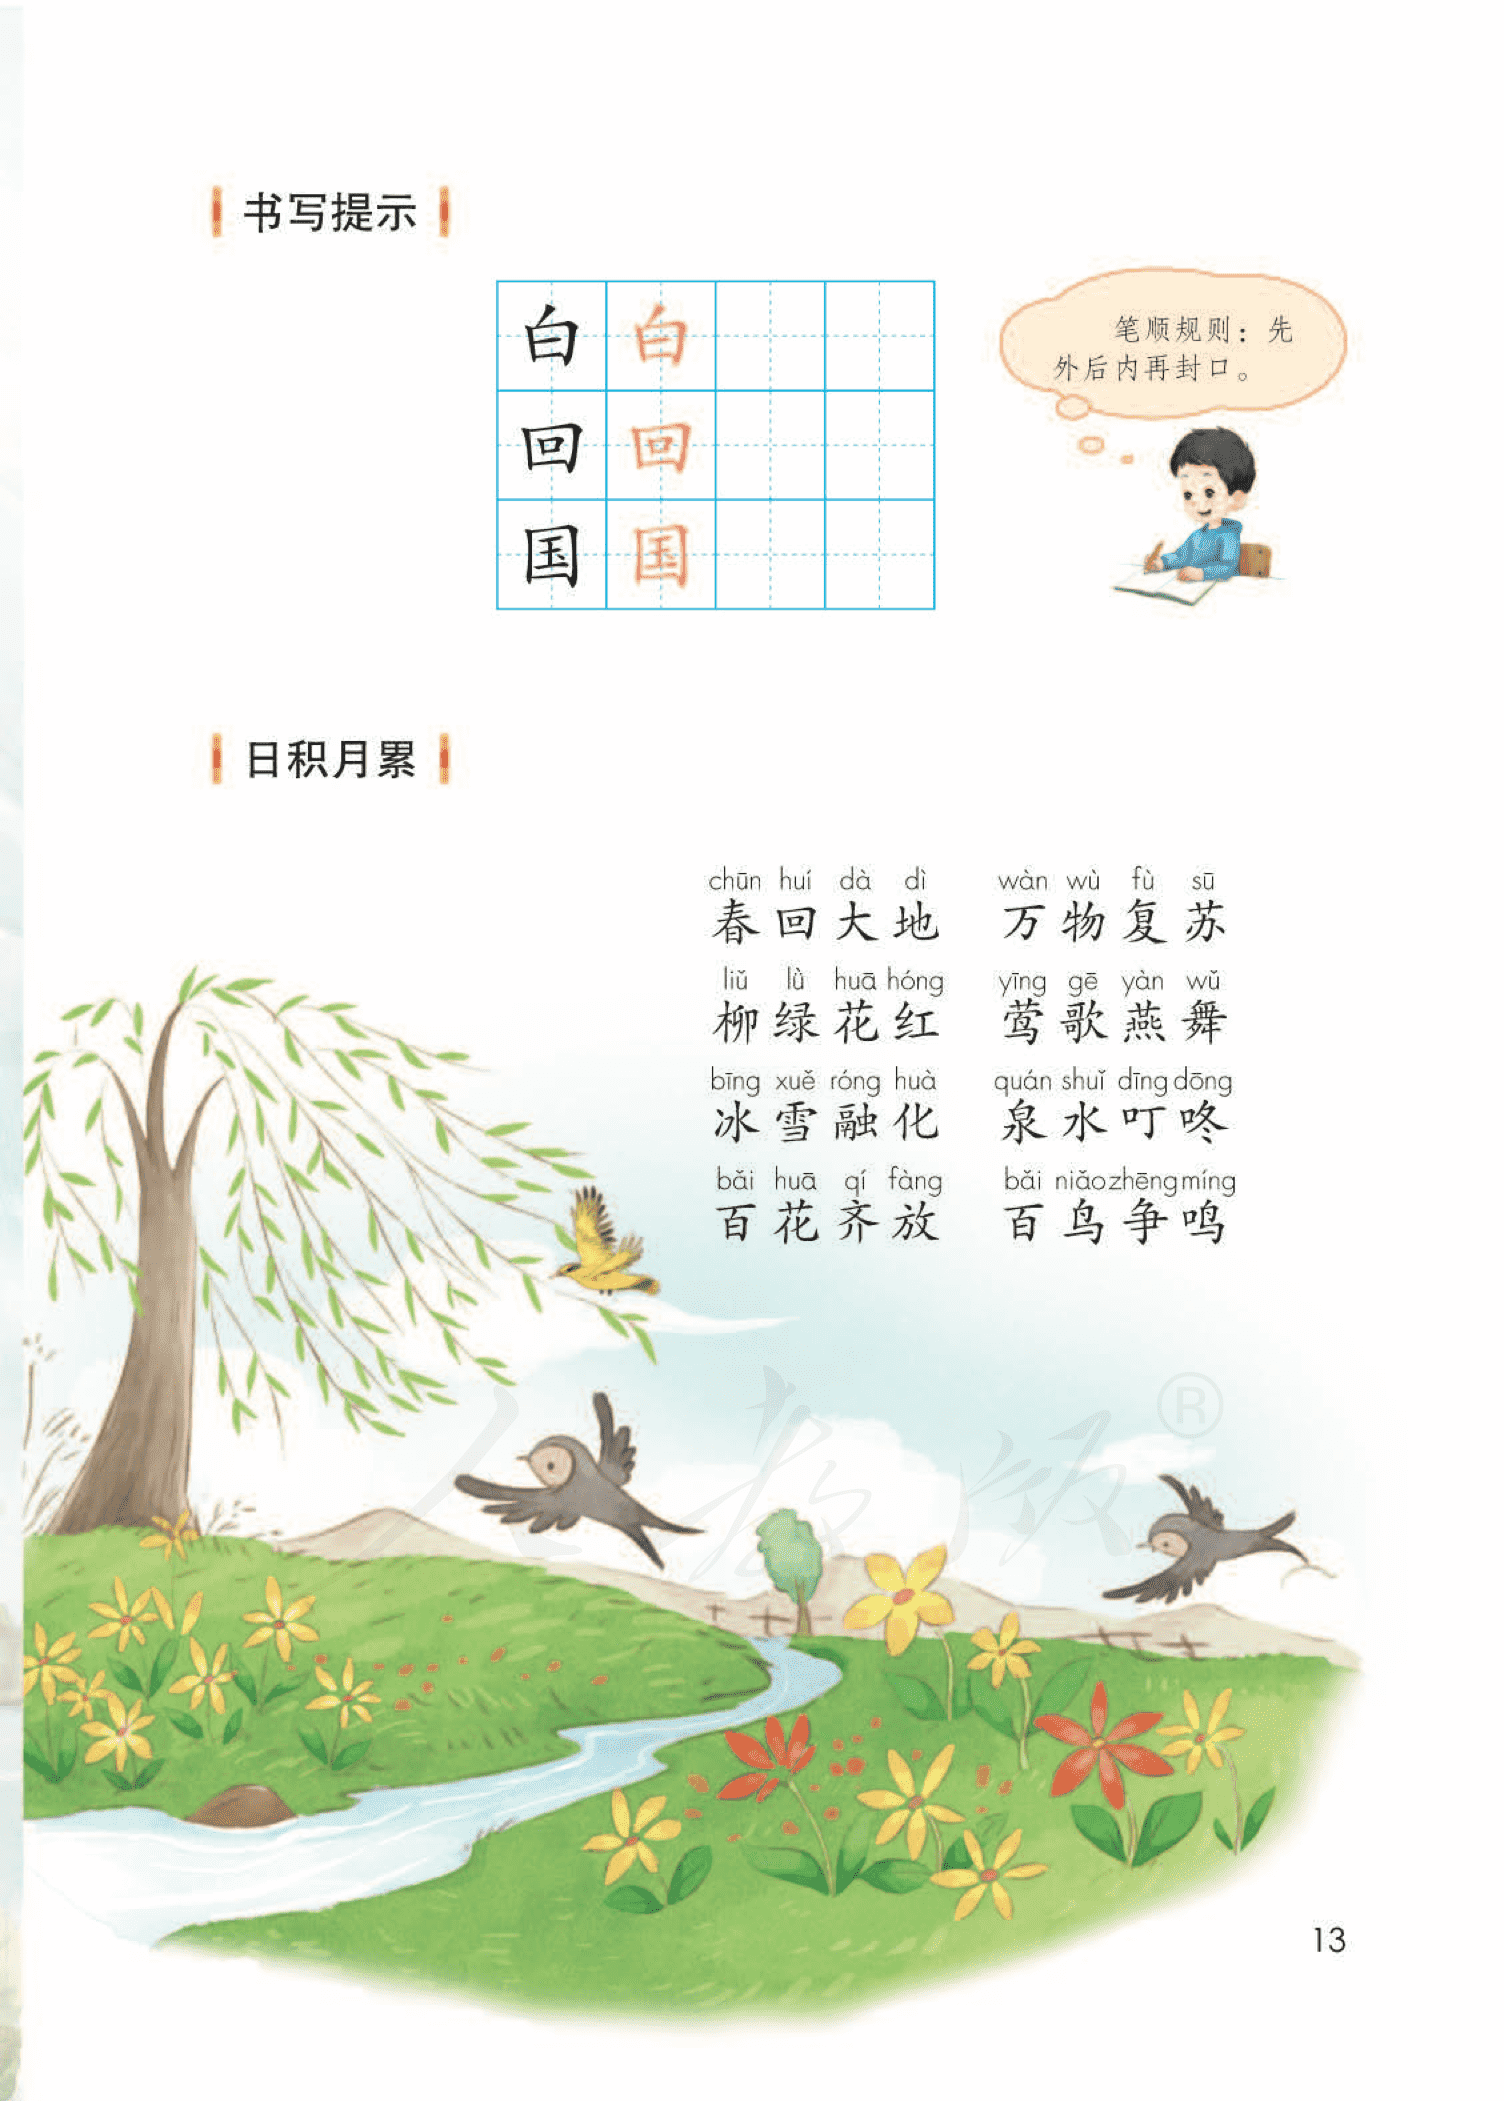 书写提示
白 白
回 回
国 国
笔顺规则：先
外后内再封口。
日积月累
chūn huí dà dì wàn wù fù sū
春回大地 万物复苏
liǔ lǜ huā hóng yīng gē yàn wǔ
柳绿花红 莺歌燕舞
bīng xuě róng huà quán shuǐ dīng dōng
冰雪融化 泉水叮咚
bǎi huā qí fàng bǎi niǎo zhēng míng
百花齐放 百鸟争鸣
人教版®
13